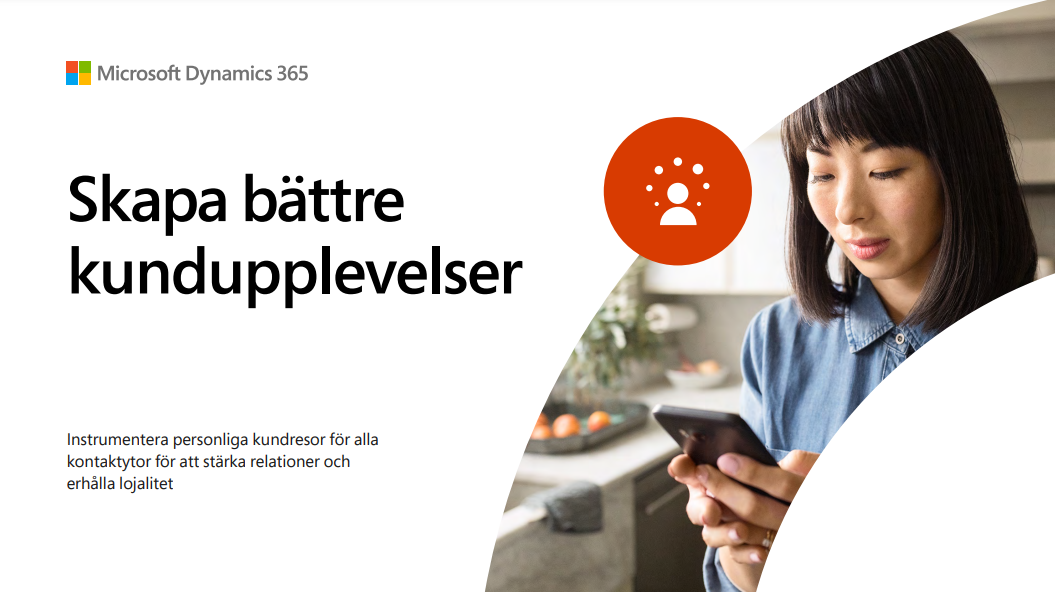 Microsoft Dynamics 365
Skapa bättre
kundupplevelser
Instrumentera personliga kundresor för alla
kontaktytor för att stärka relationer och
erhålla lojalitet